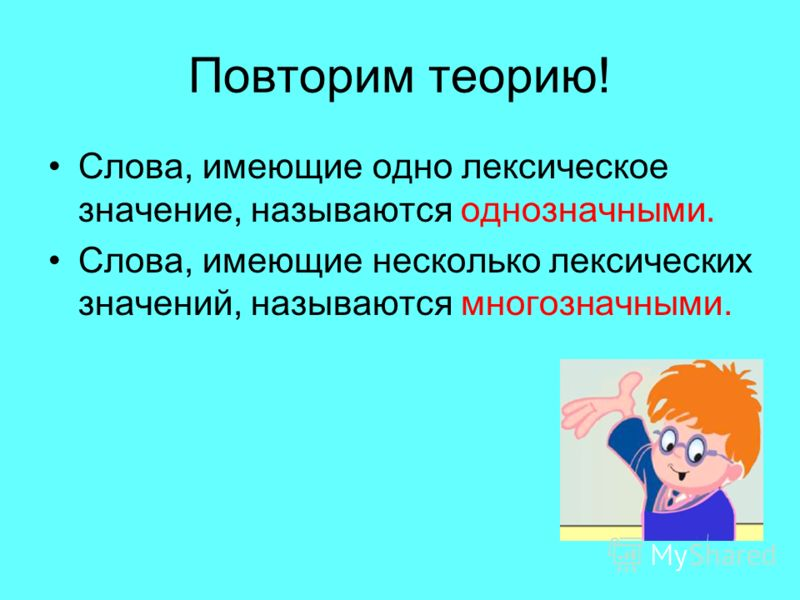 Повторим теорию!
• Слова, имеющие одно лексическое
значение, называются однозначными.
• Слова, имеющие несколько лексических
значений, называются многозначными.
MyShared